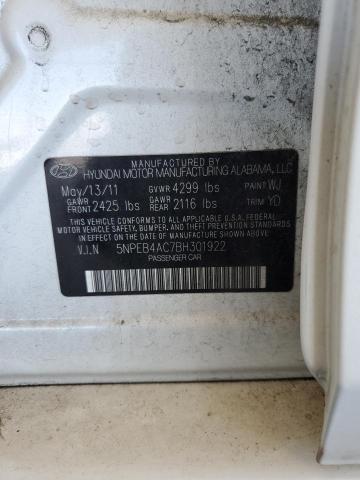 MANUFACTURED BY
HYUNDAI MOTOR MANUFACTURING ALABAMA, LLC
May/13/11 GVWR 4299 lbs PAINT WJ
GAWR FRONT 2425 lbs GAWR REAR 2116 lbs TRIM YD
THIS VEHICLE CONFORMS TO ALL APPLICABLE U.S.A. FEDERAL
MOTOR VEHICLE SAFETY, BUMPER, AND THEFT PREVENTION
STANDARDS IN EFFECT ON THE DATE OF MANUFACTURE SHOWN ABOVE.
V.I.N 5NPEB4AC7BH301922
PASSENGER CAR